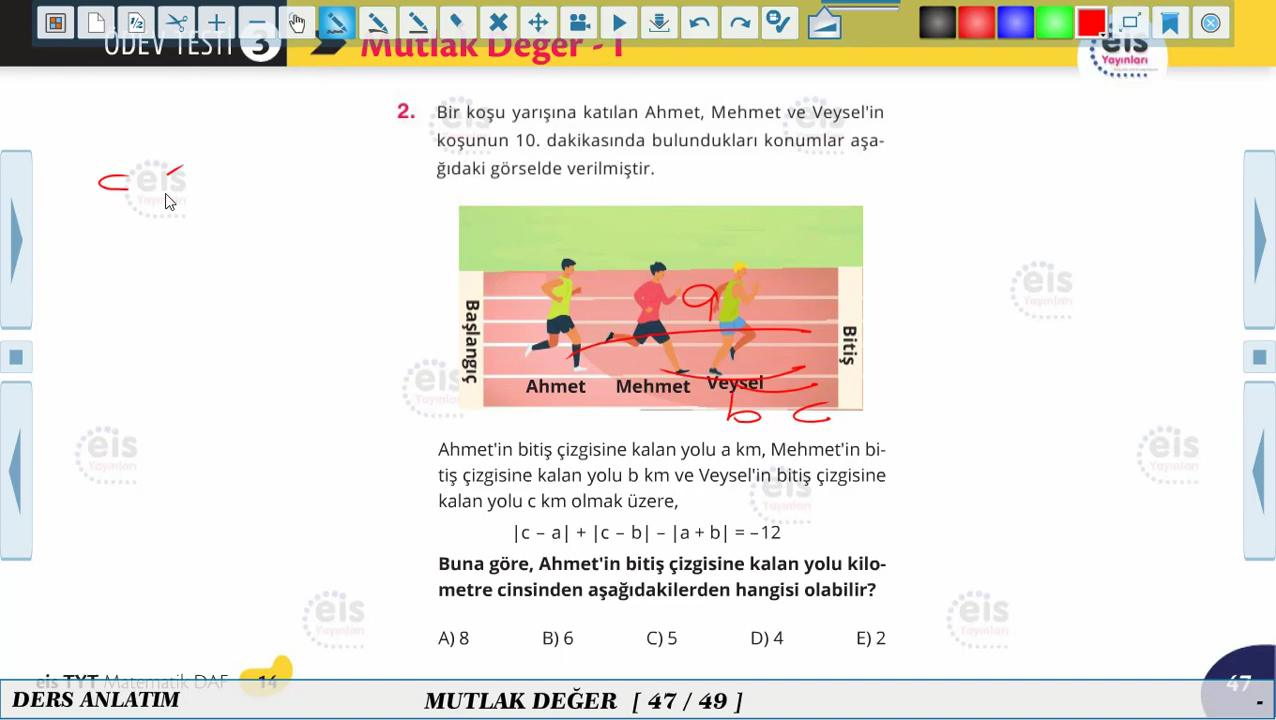 ÖDEV TESTİ 3 Mutlak Değer - 1
eis
Yayınları
2. Bir koşu yarışına katılan Ahmet, Mehmet ve Veysel'in
koşunun 10. dakikasında bulundukları konumlar aşa-
ğıdaki görselde verilmiştir.
c
eis
Yayınları
Başlangıç
Bitiş
a
Ahmet Mehmet Veysel
b c
Ahmet'in bitiş çizgisine kalan yolu a km, Mehmet'in bi-
tiş çizgisine kalan yolu b km ve Veysel'in bitiş çizgisine
kalan yolu c km olmak üzere,
|c – a| + |c – b| – |a + b| = –12
Buna göre, Ahmet'in bitiş çizgisine kalan yolu kilo-
metre cinsinden aşağıdakilerden hangisi olabilir?
A) 8 B) 6 C) 5 D) 4 E) 2
eis TYT Matematik DAF 14
47
DERS ANLATIM MUTLAK DEĞER [ 47 / 49 ] -